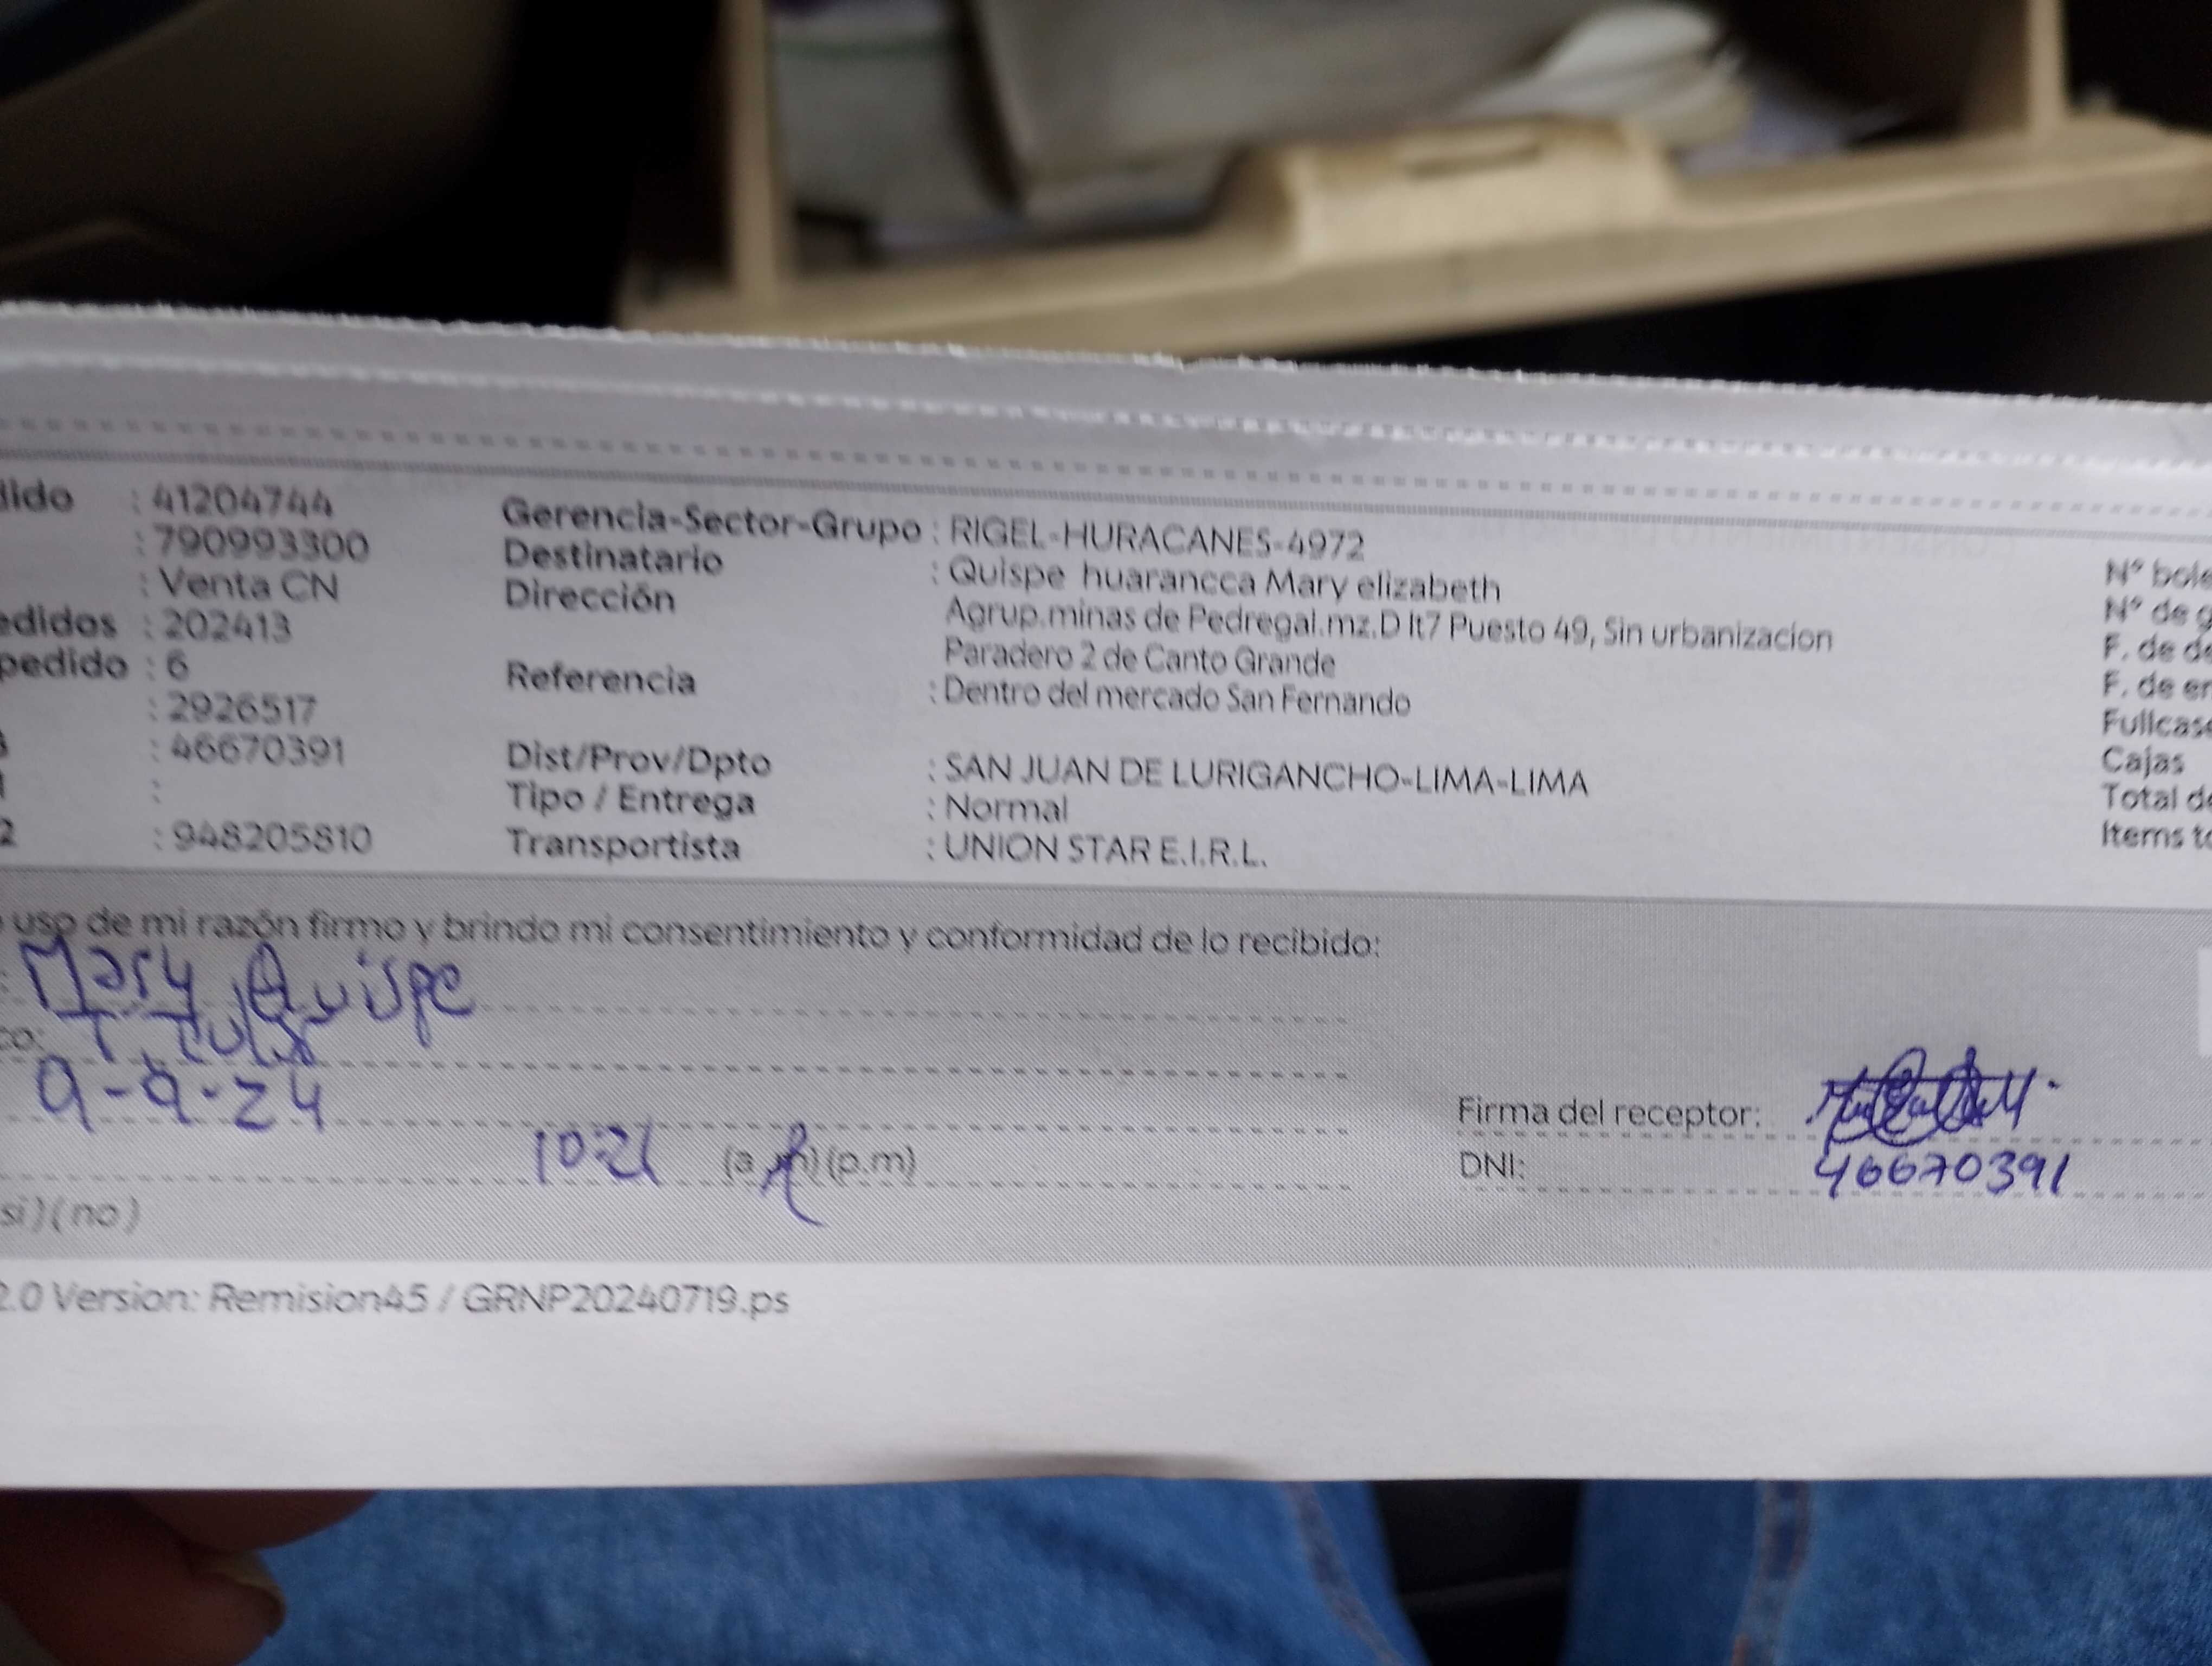 dido : 41204744
: 790993300
: Venta CN
edidos : 202413
pedido : 6
: 2926517
: 46670391
:
2 : 948205810
Gerencia-Sector-Grupo : RIGEL-HURACANES-4972
Destinatario : Quispe huarancca Mary elizabeth
Dirección Agrup.minas de Pedregal.mz.D lt7 Puesto 49, Sin urbanizacion
Paradero 2 de Canto Grande
Referencia : Dentro del mercado San Fernando
Dist/Prov/Dpto : SAN JUAN DE LURIGANCHO-LIMA-LIMA
Tipo / Entrega : Normal
Transportista : UNION STAR E.I.R.L.
N° bole
N° de g
F. de de
F. de en
Fullcase
Cajas
Total de
Items to
uso de mi razón firmo y brindo mi consentimiento y conformidad de lo recibido:
: Mary Quispe
co: Titular
9-9-24
10:21 (a.m) (p.m)
Firma del receptor:
DNI: 46670391
si) ( no )
2.0 Version: Remision45 / GRNP20240719.ps